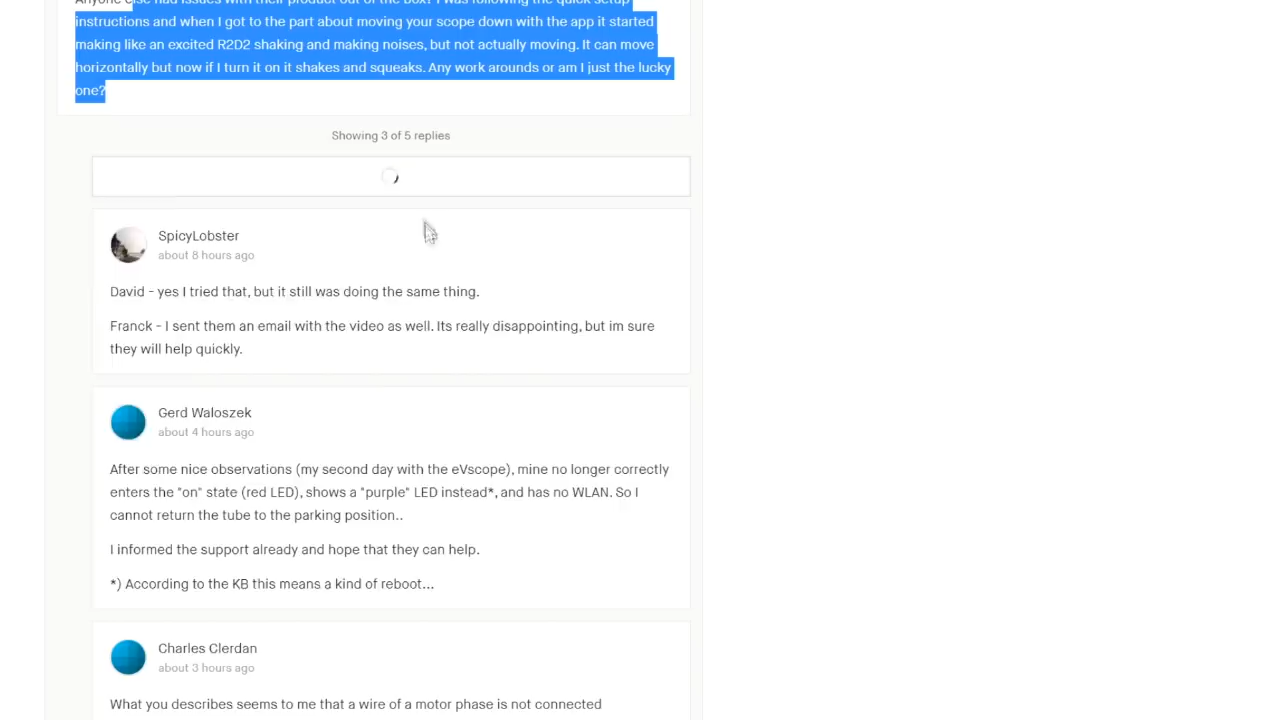 else had issues with their product out of the box? I was following the quick setup
instructions and when I got to the part about moving your scope down with the app it started
making like an excited R2D2 shaking and making noises, but not actually moving. It can move
horizontally but now if I turn it on it shakes and squeaks. Any work arounds or am I just the lucky
one?
Showing 3 of 5 replies
SpicyLobster
about 8 hours ago
David - yes I tried that, but it still was doing the same thing.
Franck - I sent them an email with the video as well. Its really disappointing, but im sure
they will help quickly.
Gerd Waloszek
about 4 hours ago
After some nice observations (my second day with the eVscope), mine no longer correctly
enters the "on" state (red LED), shows a "purple" LED instead*, and has no WLAN. So I
cannot return the tube to the parking position..
I informed the support already and hope that they can help.
*) According to the KB this means a kind of reboot...
Charles Clerdan
about 3 hours ago
What you describes seems to me that a wire of a motor phase is not connected